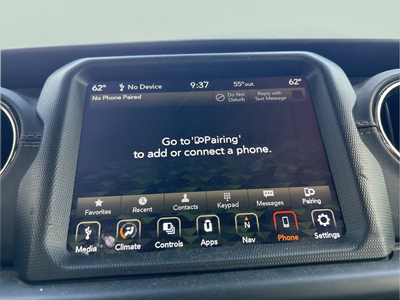 62° No Device 9:37 55° out. 62°
No Phone Paired Do Not Disturb Reply with Text Message
Go to 'Pairing'
to add or connect a phone.
Favorites Recent Contacts Keypad Messages Pairing
Media Climate Controls Apps Nav Phone Settings
N